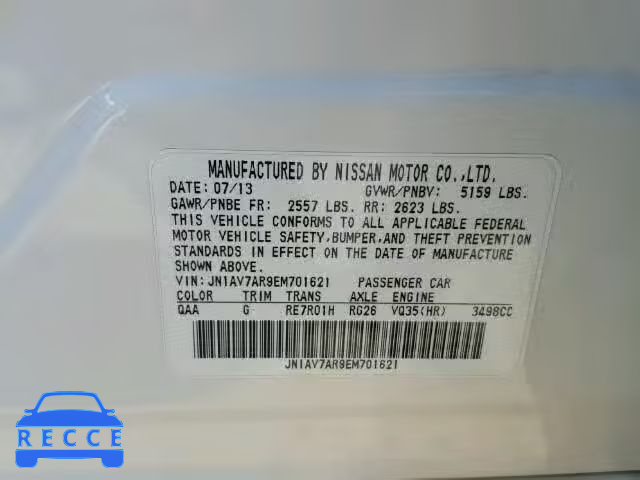 MANUFACTURED BY NISSAN MOTOR CO.,LTD.
DATE: 07/13 GVWR/PNBV: 5159 LBS.
GAWR/PNBE FR: 2557 LBS. RR: 2623 LBS.
THIS VEHICLE CONFORMS TO ALL APPLICABLE FEDERAL
MOTOR VEHICLE SAFETY,BUMPER,AND THEFT PREVENTION
STANDARDS IN EFFECT ON THE DATE OF MANUFACTURE
SHOWN ABOVE.
VIN:JN1AV7AR9EM701621 PASSENGER CAR
COLOR TRIM TRANS AXLE ENGINE
QAA G RE7R01H RG26 VQ35(HR) 3498CC
JN1AV7AR9EM701621
RECCE